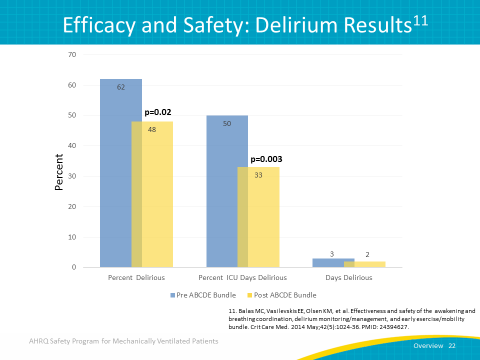 Efficacy and Safety: Delirium Results11
70
60
50
40
30
20
10
0
Percent
62
p=0.02
48
50
p=0.003
33
3
2
Percent Delirious
Percent ICU Days Delirious
Days Delirious
Pre ABCDE Bundle
Post ABCDE Bundle
11. Balas MC, Vasilevskis EE, Olsen KM, et al. Effectiveness and safety of the awakening and
breathing coordination, delirium monitoring/management, and early exercise/mobility
bundle. Crit Care Med. 2014 May;42(5):1024-36. PMID: 24394627.
AHRQ Safety Program for Mechanically Ventilated Patients
Overview 22